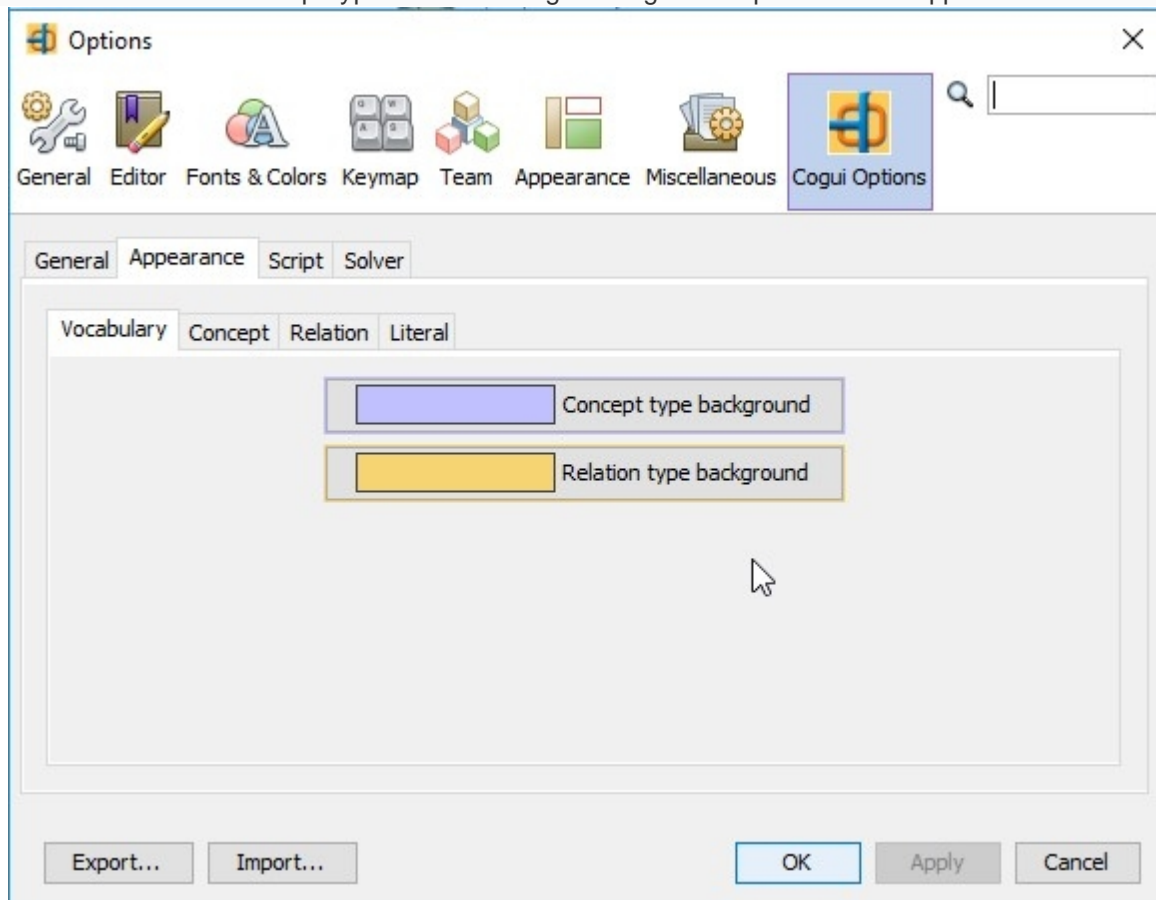 Options
General Editor Fonts & Colors Keymap Team Appearance Miscellaneous Cogui Options
General Appearance Script Solver
Vocabulary Concept Relation Literal
Concept type background
Relation type background
Export... Import... OK Apply Cancel